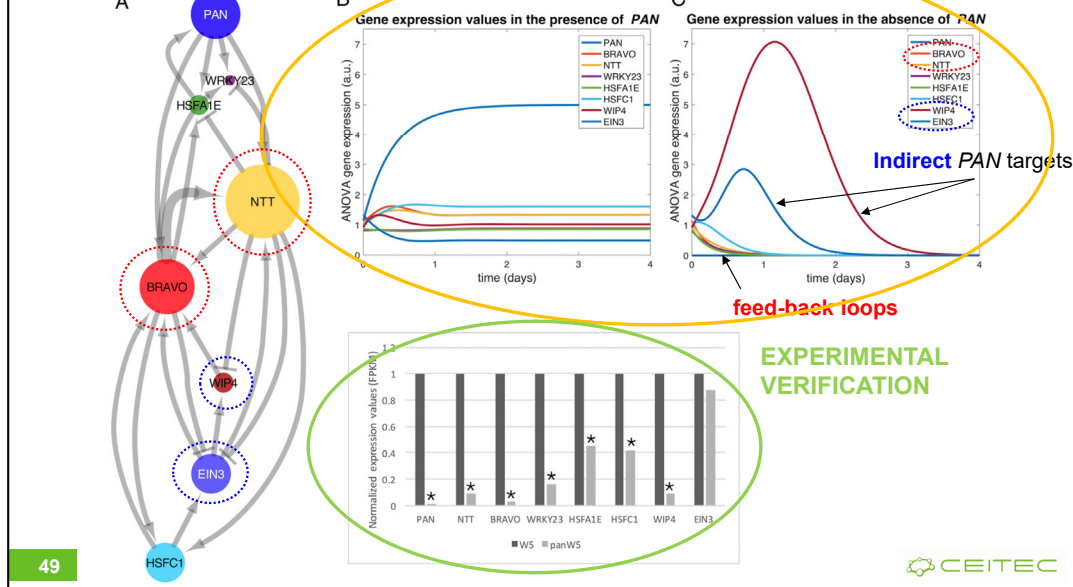 A
PAN
WRKY23
HSFA1E
NTT
BRAVO
WIP4
EIN3
HSFC1
B
Gene expression values in the presence of PAN
ANOVA gene expression (a.u.)
7
6
5
4
3
2
1
0
0 1 2 3 4
time (days)
PAN
BRAVO
NTT
WRKY23
HSFA1E
HSFC1
WIP4
EIN3
C
Gene expression values in the absence of PAN
ANOVA gene expression (a.u.)
7
6
5
4
3
2
1
0
0 1 2 3 4
time (days)
PAN
BRAVO
NTT
WRKY23
HSFA1E
HSFC1
WIP4
EIN3
Indirect PAN targets
feed-back loops
Normalized expression values (FPKM)
1.2
1
0.8
0.6
0.4
0.2
0
* * * * * * *
PAN NTT BRAVO WRKY23 HSFA1E HSFC1 WIP4 EIN3
W5 panW5
EXPERIMENTAL
VERIFICATION
49
CEITEC